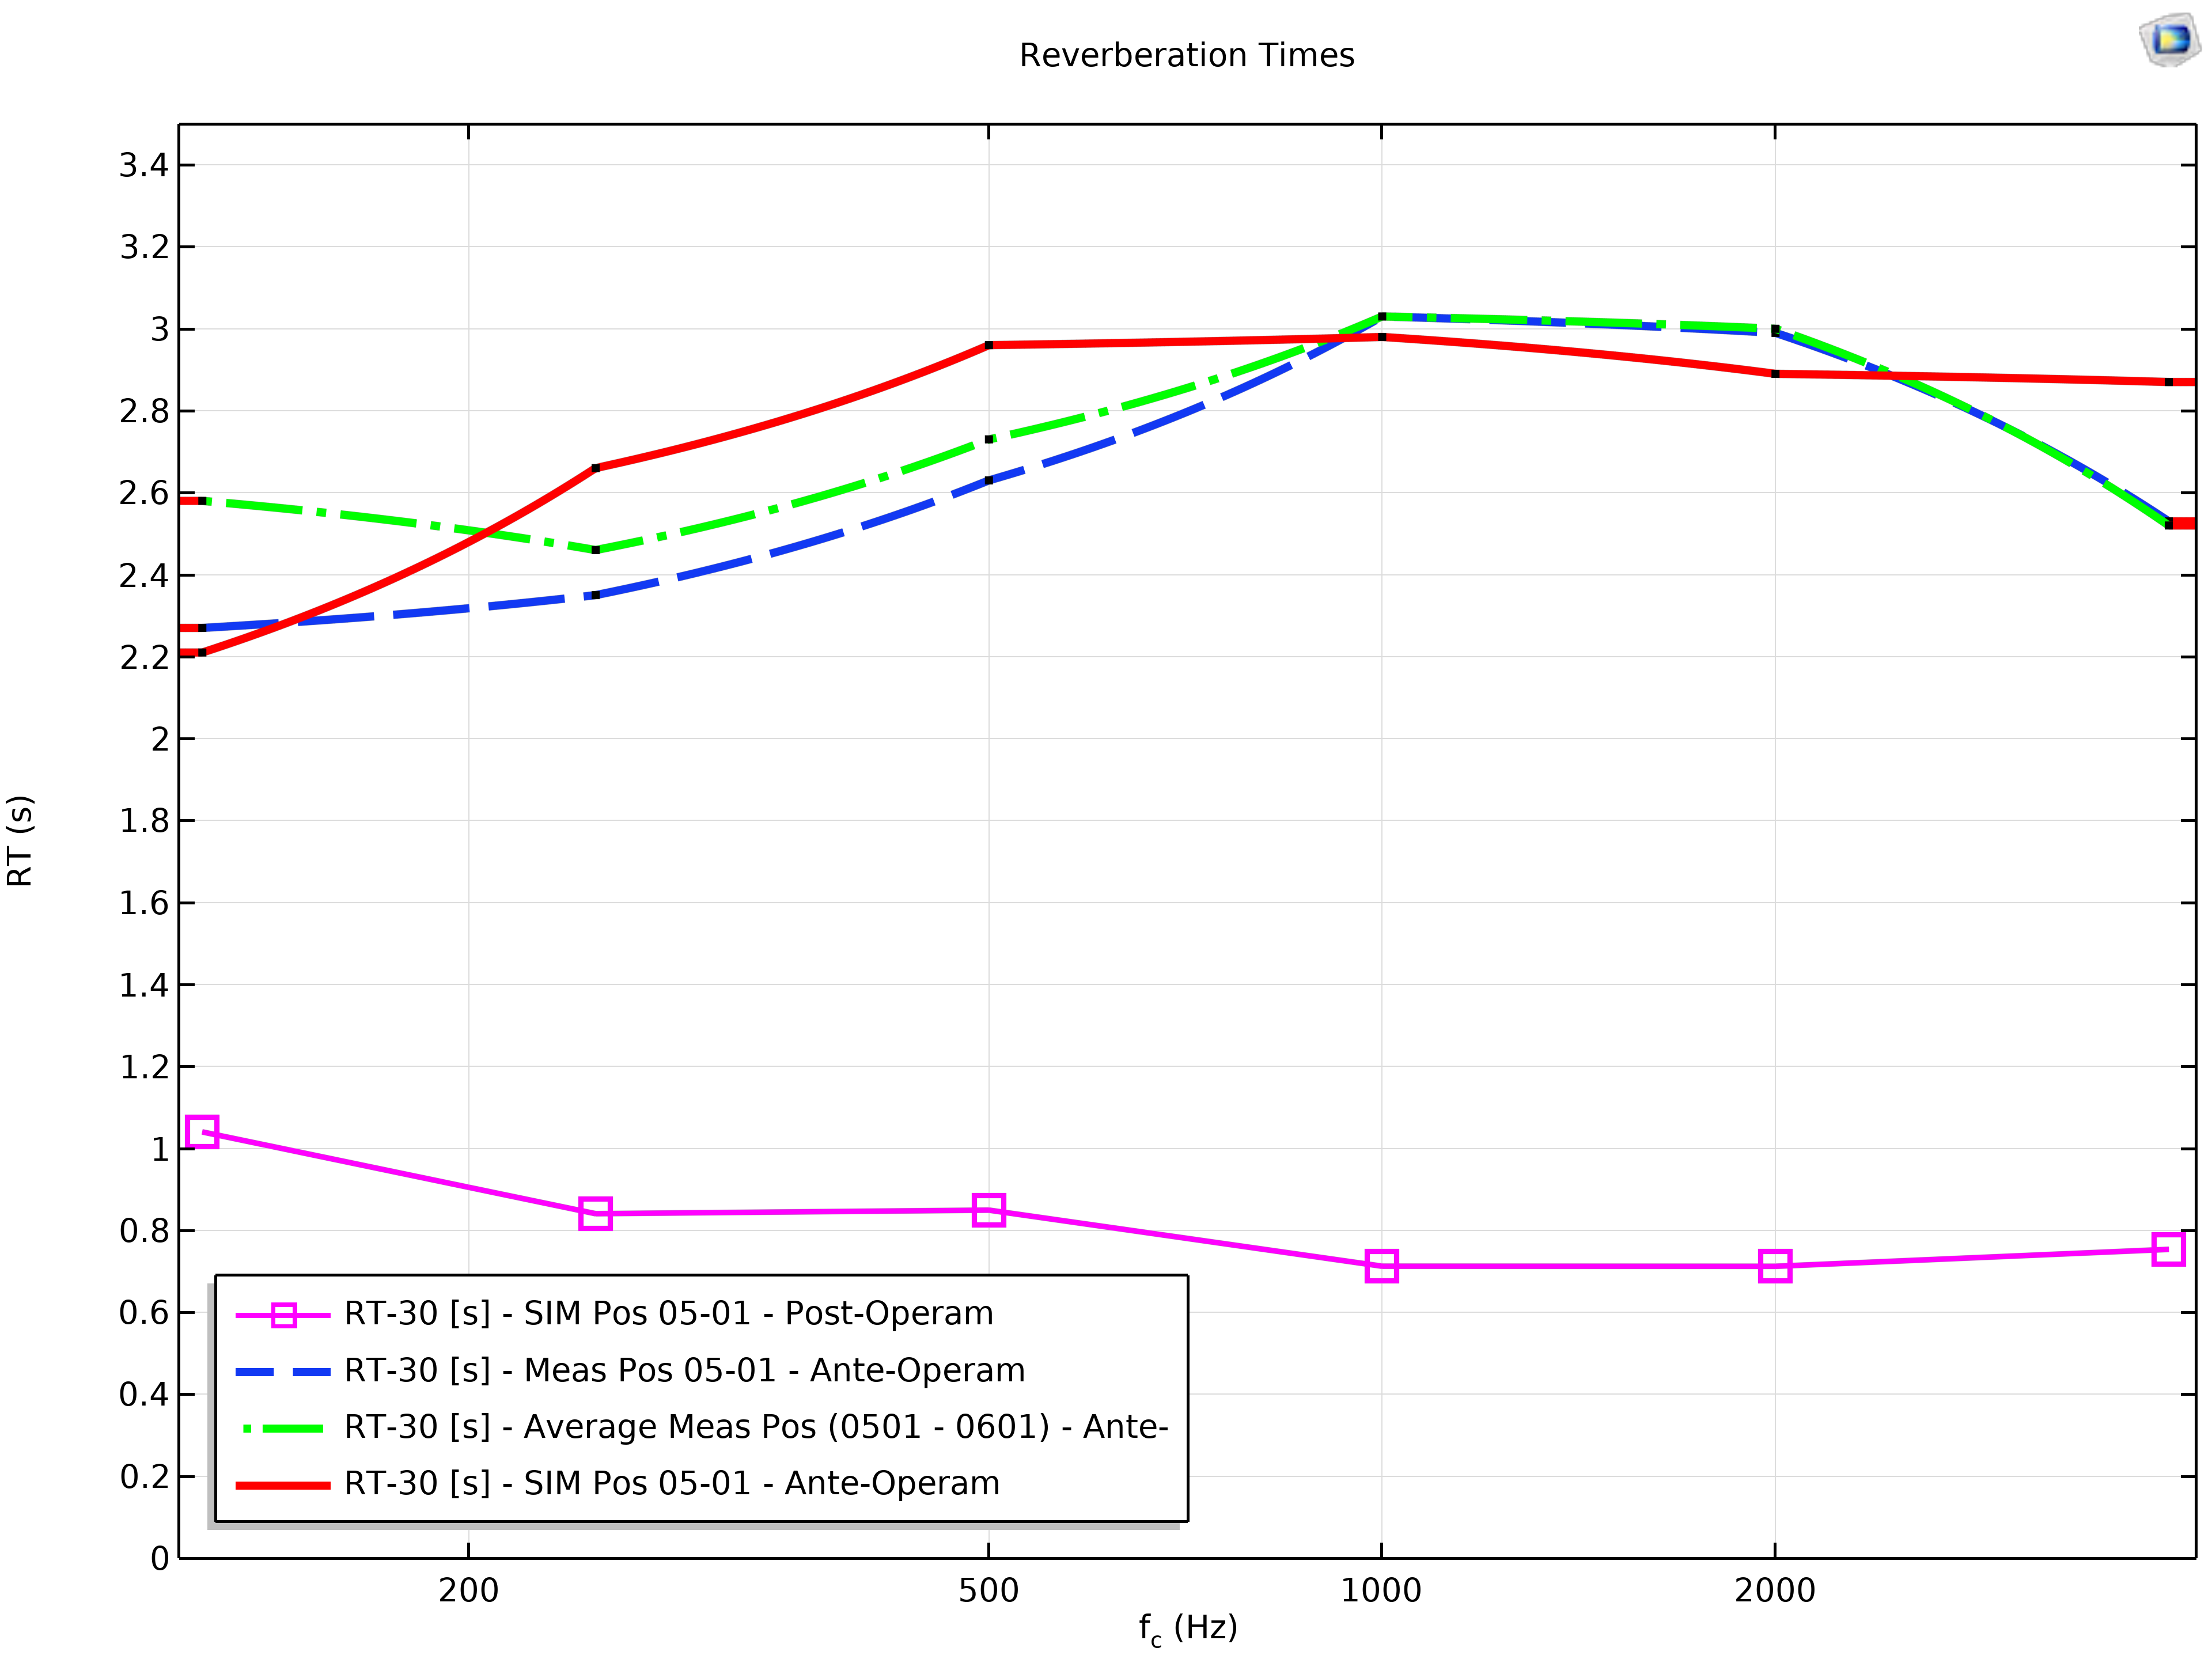 Reverberation Times
3.4
3.2
3
2.8
2.6
2.4
2.2
2
1.8
1.6
1.4
1.2
1
0.8
0.6
0.4
0.2
0
RT (s)
RT-30 [s] - SIM Pos 05-01 - Post-Operam
RT-30 [s] - Meas Pos 05-01 - Ante-Operam
RT-30 [s] - Average Meas Pos (0501 - 0601) - Ante-
RT-30 [s] - SIM Pos 05-01 - Ante-Operam
200 500 1000 2000
fc (Hz)